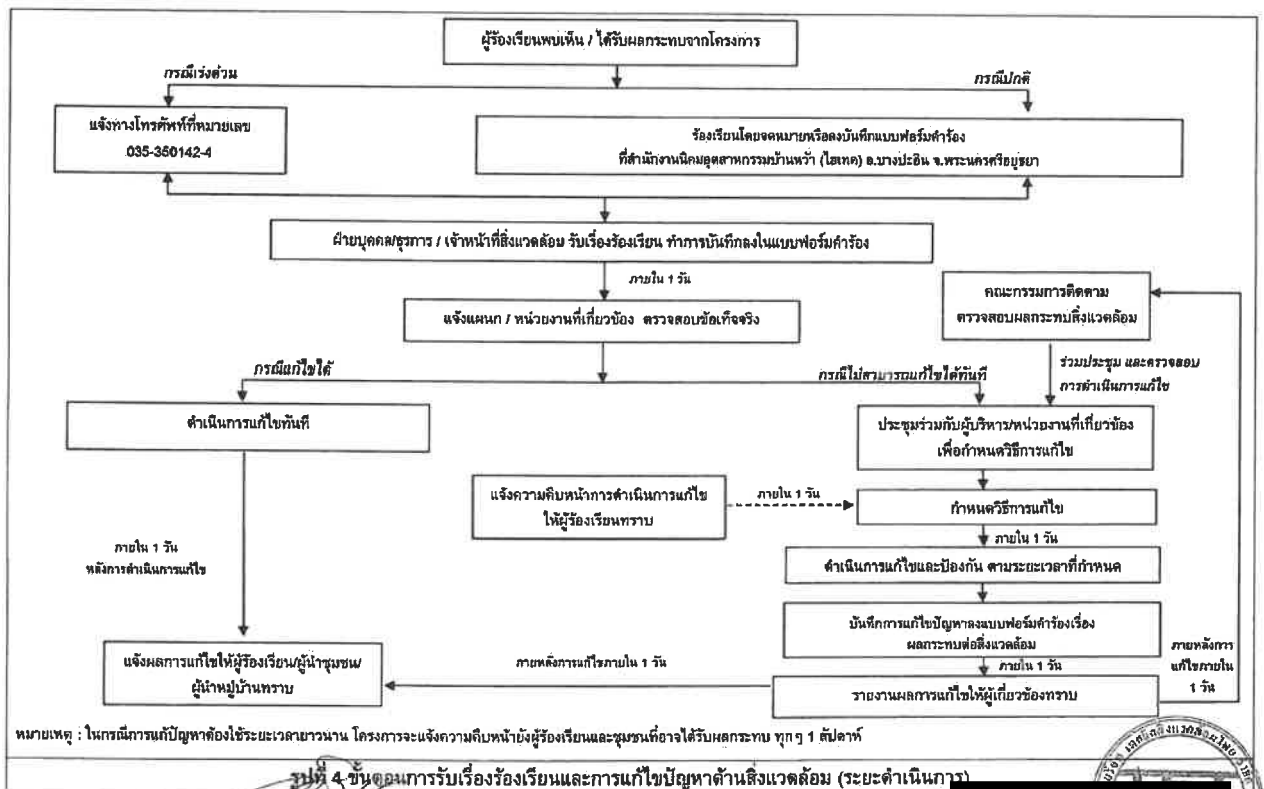 ผู้ร้องเรียนพบเห็น / ได้รับผลกระทบจากโครงการ
กรณีเร่งด่วน
กรณีปกติ
แจ้งทางโทรศัพท์ที่หมายเลข
035-350142-4
ร้องเรียนโดยจดหมายหรือลงบันทึกแบบฟอร์มคำร้อง
ที่สำนักงานนิคมอุตสาหกรรมบ้านหว้า (ไฮเทค) อ.บางปะอิน จ.พระนครศรีอยุธยา
ฝ่ายบุคคล/ธุรการ / เจ้าหน้าที่สิ่งแวดล้อม รับเรื่องร้องเรียน ทำการบันทึกลงในแบบฟอร์มคำร้อง
ภายใน 1 วัน
คณะกรรมการติดตาม
ตรวจสอบผลกระทบสิ่งแวดล้อม
แจ้งแผนก / หน่วยงานที่เกี่ยวข้อง ตรวจสอบข้อเท็จจริง
ร่วมประชุม และตรวจสอบ
การดำเนินการแก้ไข
กรณีแก้ไขได้
กรณีไม่สามารถแก้ไขได้ทันที
ดำเนินการแก้ไขทันที
ประชุมร่วมกับผู้บริหาร/หน่วยงานที่เกี่ยวข้อง
เพื่อกำหนดวิธีการแก้ไข
แจ้งความคืบหน้าการดำเนินการแก้ไข
ให้ผู้ร้องเรียนทราบ
ภายใน 1 วัน
กำหนดวิธีการแก้ไข
ภายใน 1 วัน
ภายใน 1 วัน
หลังการดำเนินการแก้ไข
ดำเนินการแก้ไขและป้องกัน ตามระยะเวลาที่กำหนด
บันทึกการแก้ไขปัญหาลงแบบฟอร์มคำร้องเรื่อง
ผลกระทบต่อสิ่งแวดล้อม
ภายหลังการ
แก้ไขภายใน
1 วัน
ภายใน 1 วัน
แจ้งผลการแก้ไขให้ผู้ร้องเรียน/ผู้นำชุมชน/
ผู้นำหมู่บ้านทราบ
ภายหลังการแก้ไขภายใน 1 วัน
รายงานผลการแก้ไขให้ผู้เกี่ยวข้องทราบ
หมายเหตุ : ในกรณีการแก้ปัญหาต้องใช้ระยะเวลายาวนาน โครงการจะแจ้งความคืบหน้ายังผู้ร้องเรียนและชุมชนที่อาจได้รับผลกระทบ ทุก ๆ 1 สัปดาห์
รูปที่ 4 ขั้นตอนการรับเรื่องร้องเรียนและการแก้ไขปัญหาด้านสิ่งแวดล้อม (ระยะดำเนินการ)